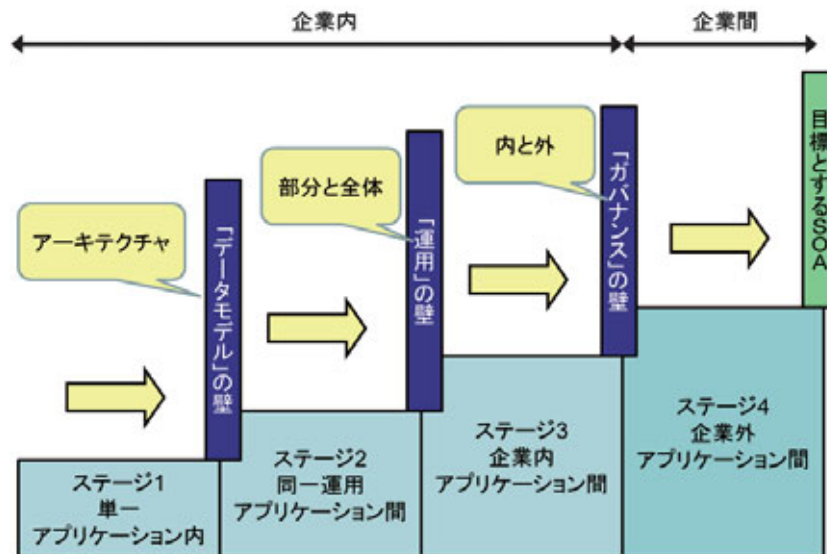 企業内
企業間
アーキテクチャ
「データモデル」の壁
部分と全体
「運用」の壁
内と外
「ガバナンス」の壁
目標とするSOA
ステージ1
単一
アプリケーション内
ステージ2
同一運用
アプリケーション間
ステージ3
企業内
アプリケーション間
ステージ4
企業外
アプリケーション間